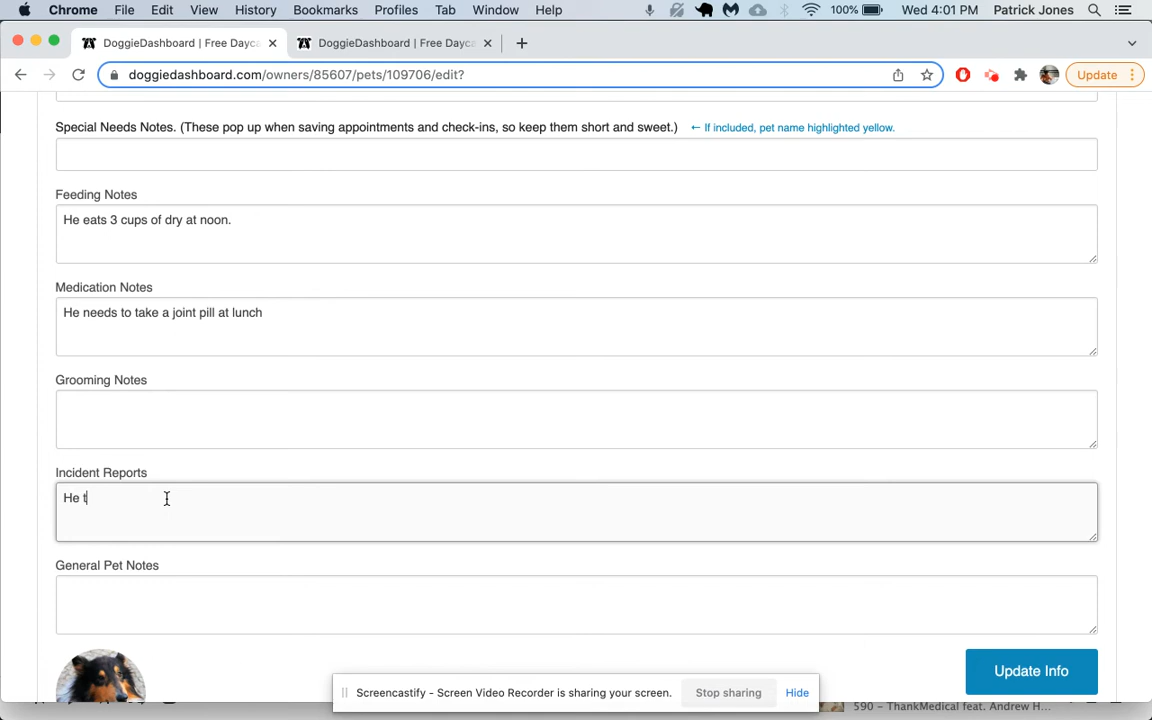 Chrome File Edit View History Bookmarks Profiles Tab Window Help 100% Wed 4:01 PM Patrick Jones
DoggieDashboard | Free Dayca DoggieDashboard | Free Dayca
doggiedashboard.com/owners/85607/pets/109706/edit? Update
Special Needs Notes. (These pop up when saving appointments and check-ins, so keep them short and sweet.) ← If included, pet name highlighted yellow.
Feeding Notes
He eats 3 cups of dry at noon.
Medication Notes
He needs to take a joint pill at lunch
Grooming Notes
Incident Reports
He t
General Pet Notes
Update Info
Screencastify - Screen Video Recorder is sharing your screen. Stop sharing Hide
590 – ThankMedical feat. Andrew H...